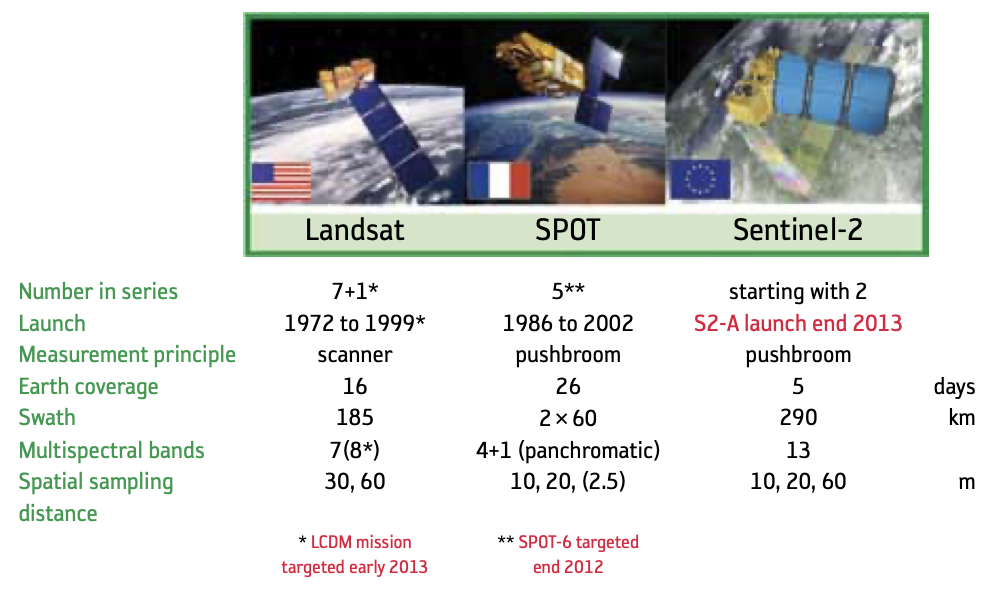 Landsat SPOT Sentinel-2
Number in series 7+1* 5** starting with 2
Launch 1972 to 1999* 1986 to 2002 S2-A launch end 2013
Measurement principle scanner pushbroom pushbroom
Earth coverage 16 26 5 days
Swath 185 2 × 60 290 km
Multispectral bands 7(8*) 4+1 (panchromatic) 13
Spatial sampling 30, 60 10, 20, (2.5) 10, 20, 60 m
distance
* LCDM mission ** SPOT-6 targeted
targeted early 2013 end 2012